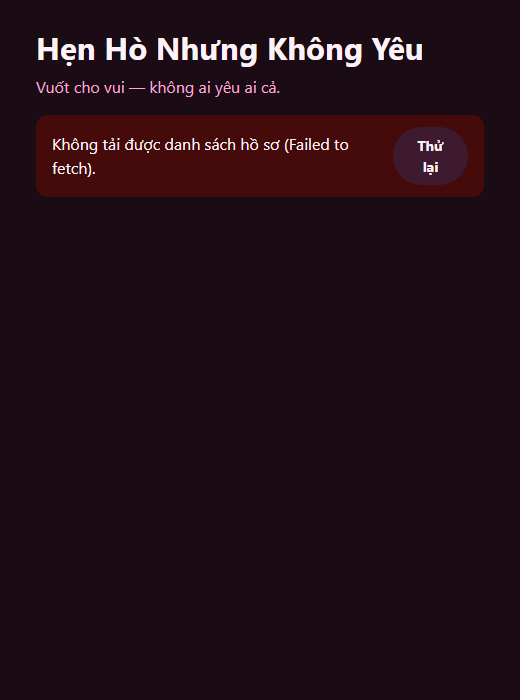 Hẹn Hò Nhưng Không Yêu
Vuốt cho vui — không ai yêu ai cả.
Không tải được danh sách hồ sơ (Failed to
fetch).
Thử
lại